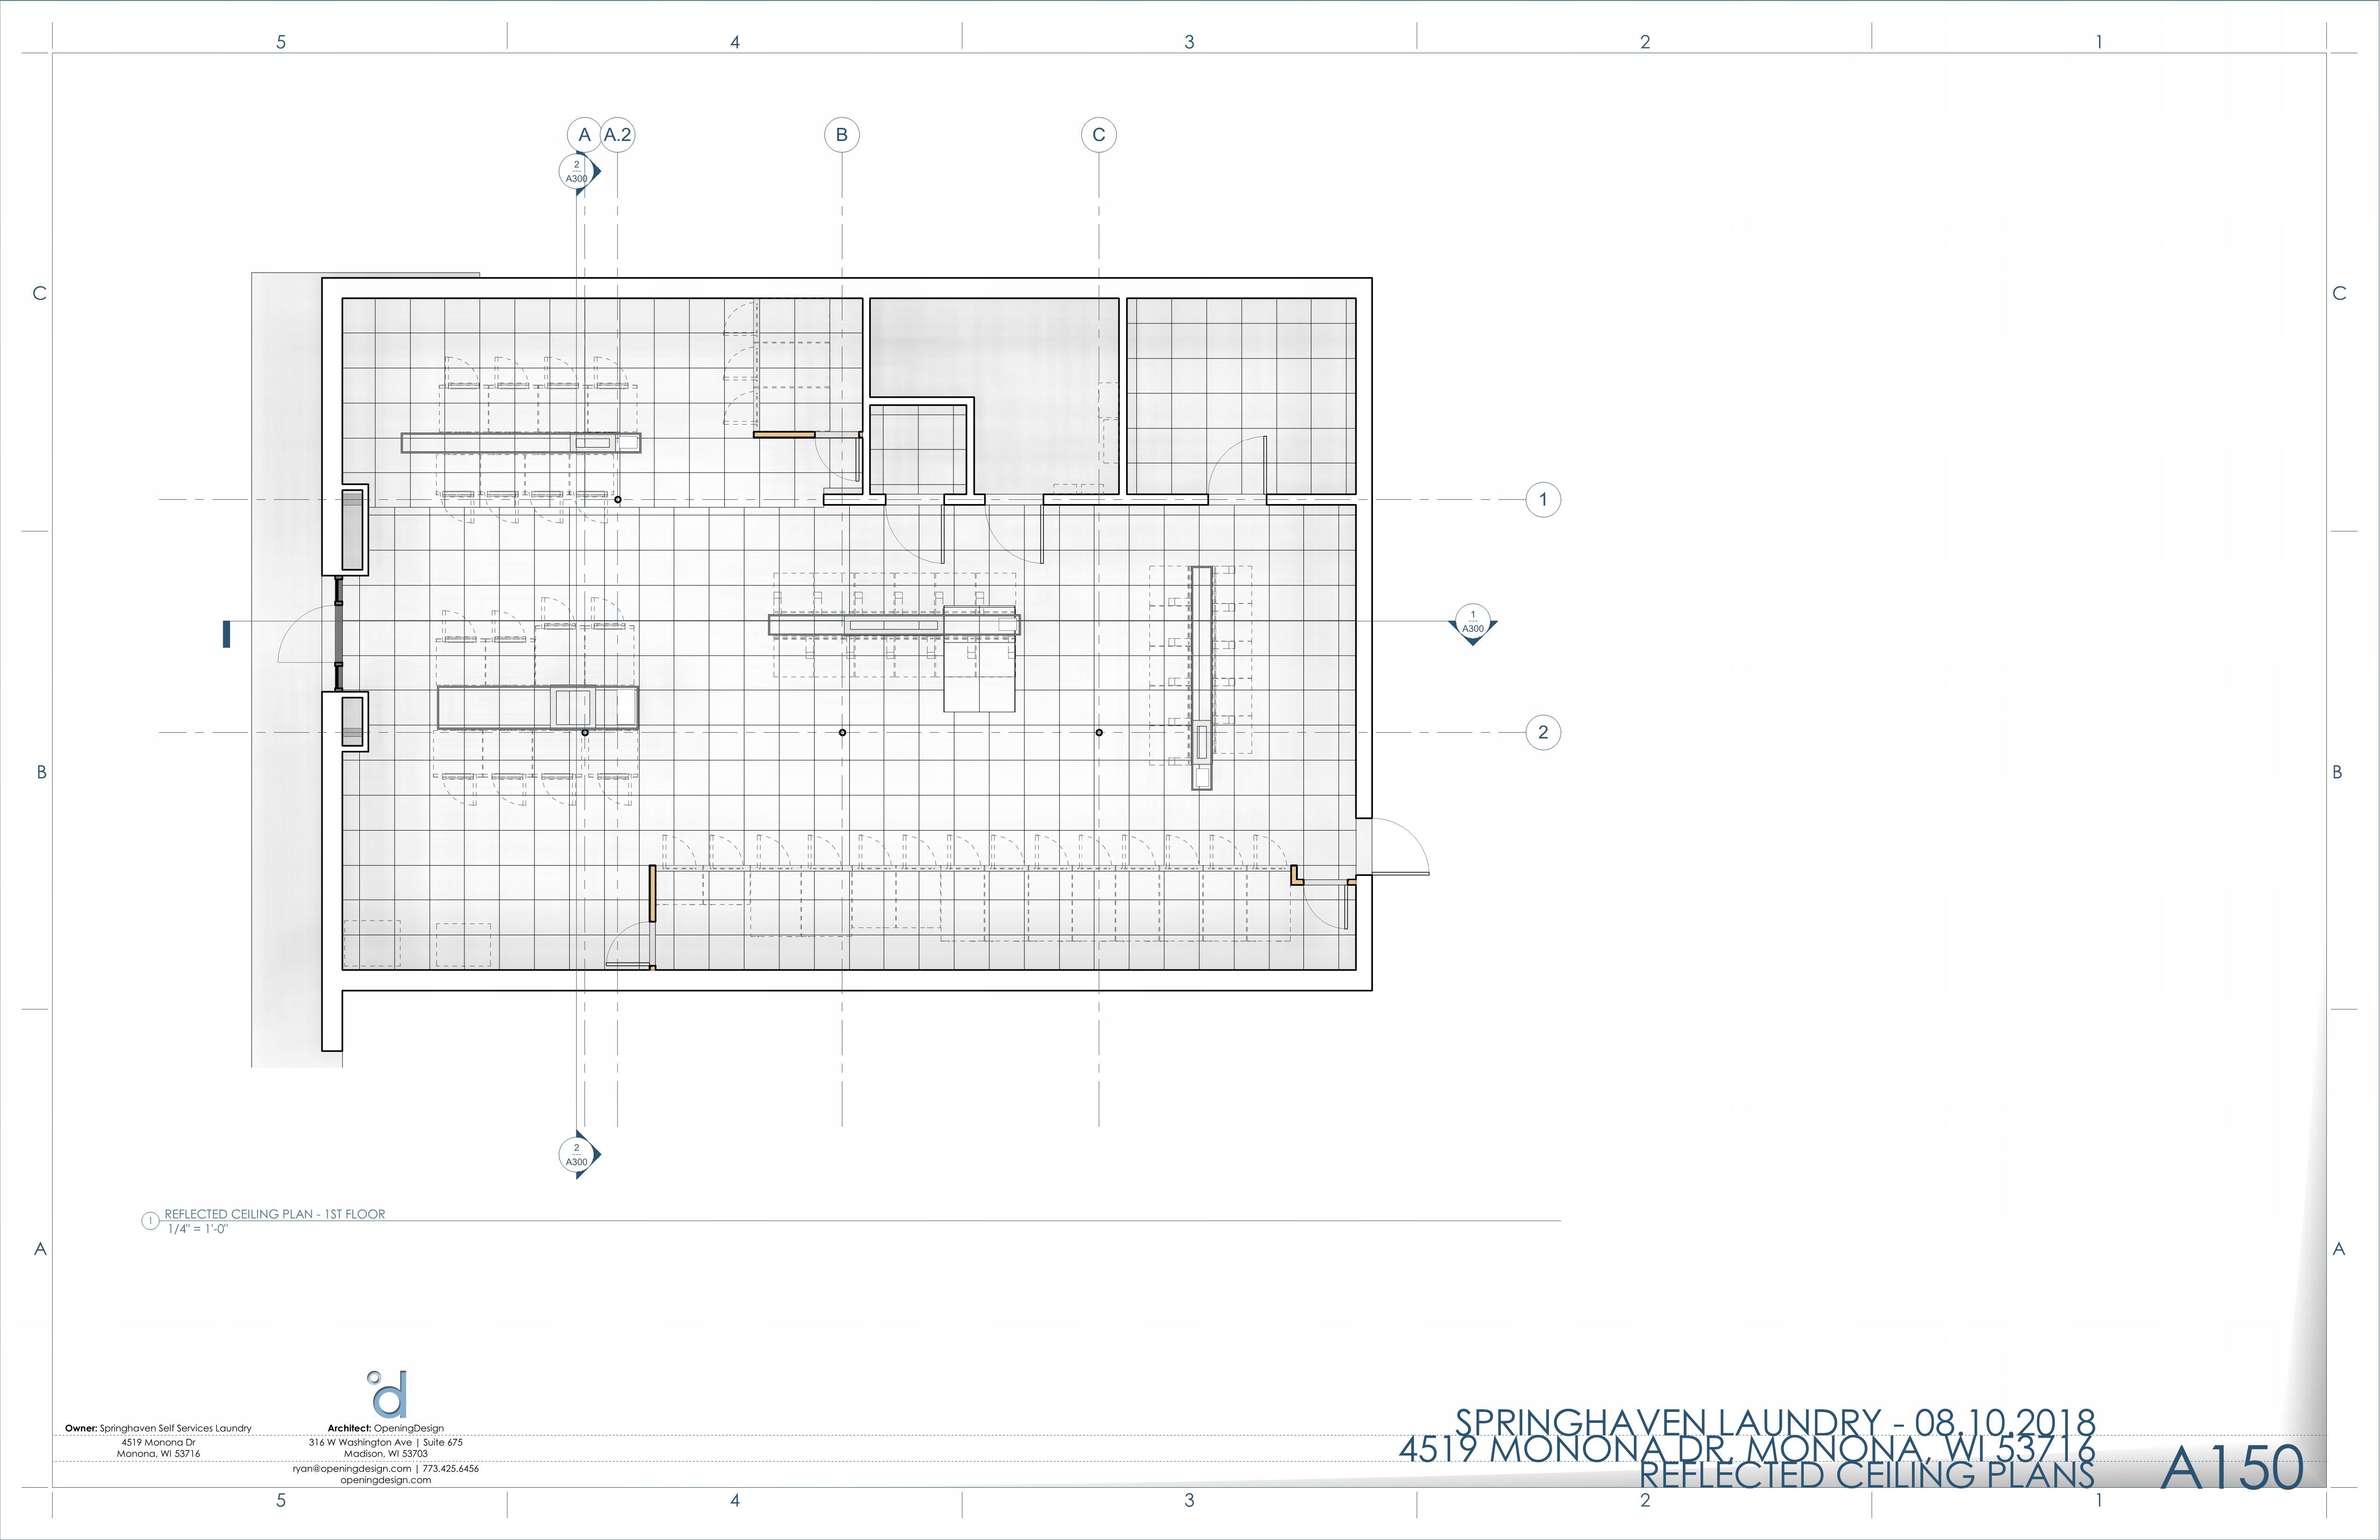 5 4 3 2 1
A A.2 B C
2
A300
C C
1
1
A300
2
B B
2
A300
1 REFLECTED CEILING PLAN - 1ST FLOOR
1/4" = 1'-0"
A A
d
Owner: Springhaven Self Services Laundry
4519 Monona Dr
Monona, WI 53716
Architect: OpeningDesign
316 W Washington Ave | Suite 675
Madison, WI 53703
ryan@openingdesign.com | 773.425.6456
openingdesign.com
SPRINGHAVEN LAUNDRY - 08.10.2018
4519 MONONA DR, MONONA, WI 53716
REFLECTED CEILING PLANS
A150
5 4 3 2 1